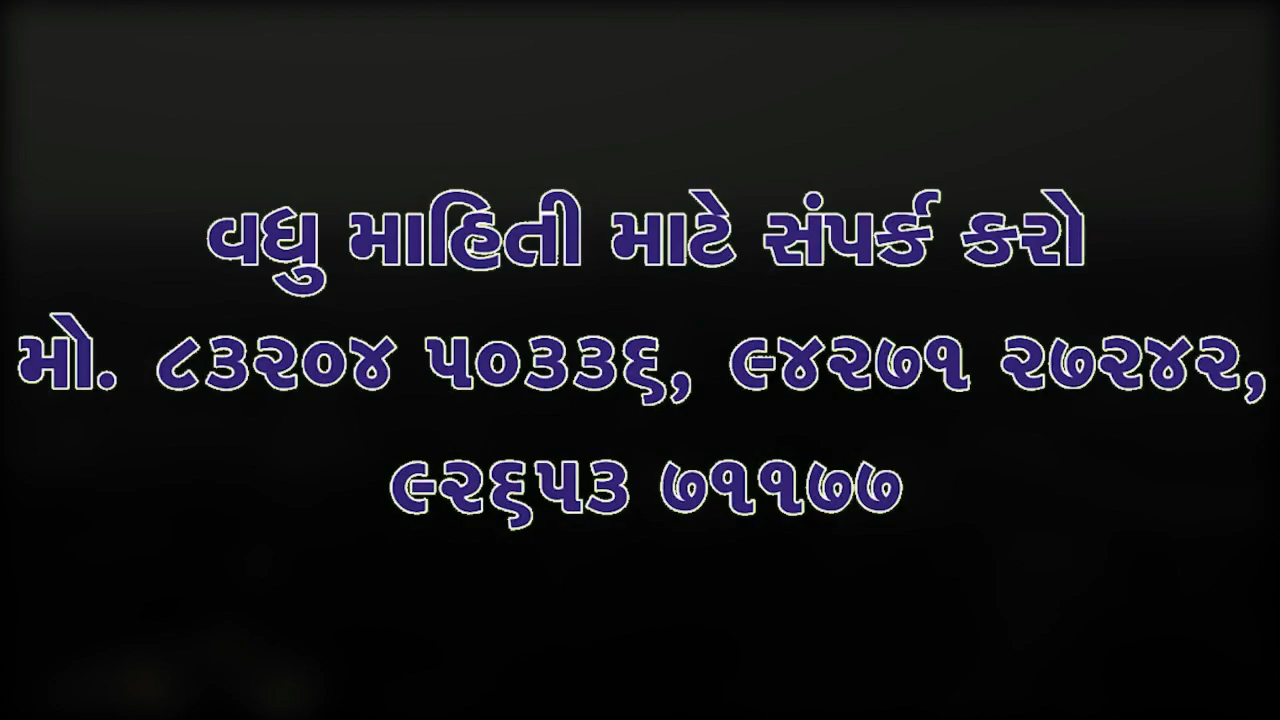 વધુ માહિતી માટે સંપર્ક કરો
મો. ૮૩૨૦૪ ૫૦૩૩૬, ૯૪૨૭૧ ૨૭૨૪૨,
૯૨૬૫૩ ૭૧૧૭૭